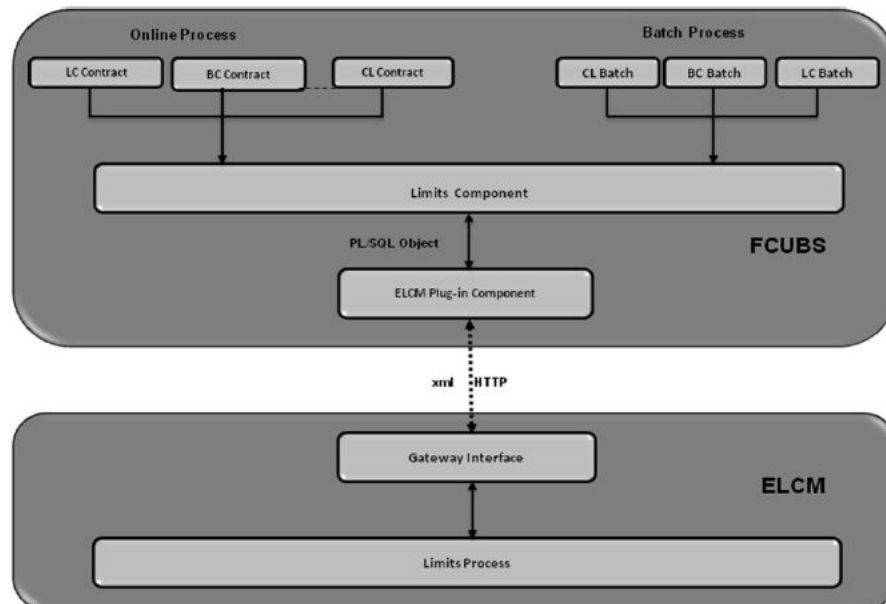 Online Process
Batch Process
LC Contract
BC Contract
CL Contract
CL Batch
BC Batch
LC Batch
Limits Component
PL/SQL Object
FCUBS
ELCM Plug-in Component
xml
HTTP
Gateway Interface
ELCM
Limits Process